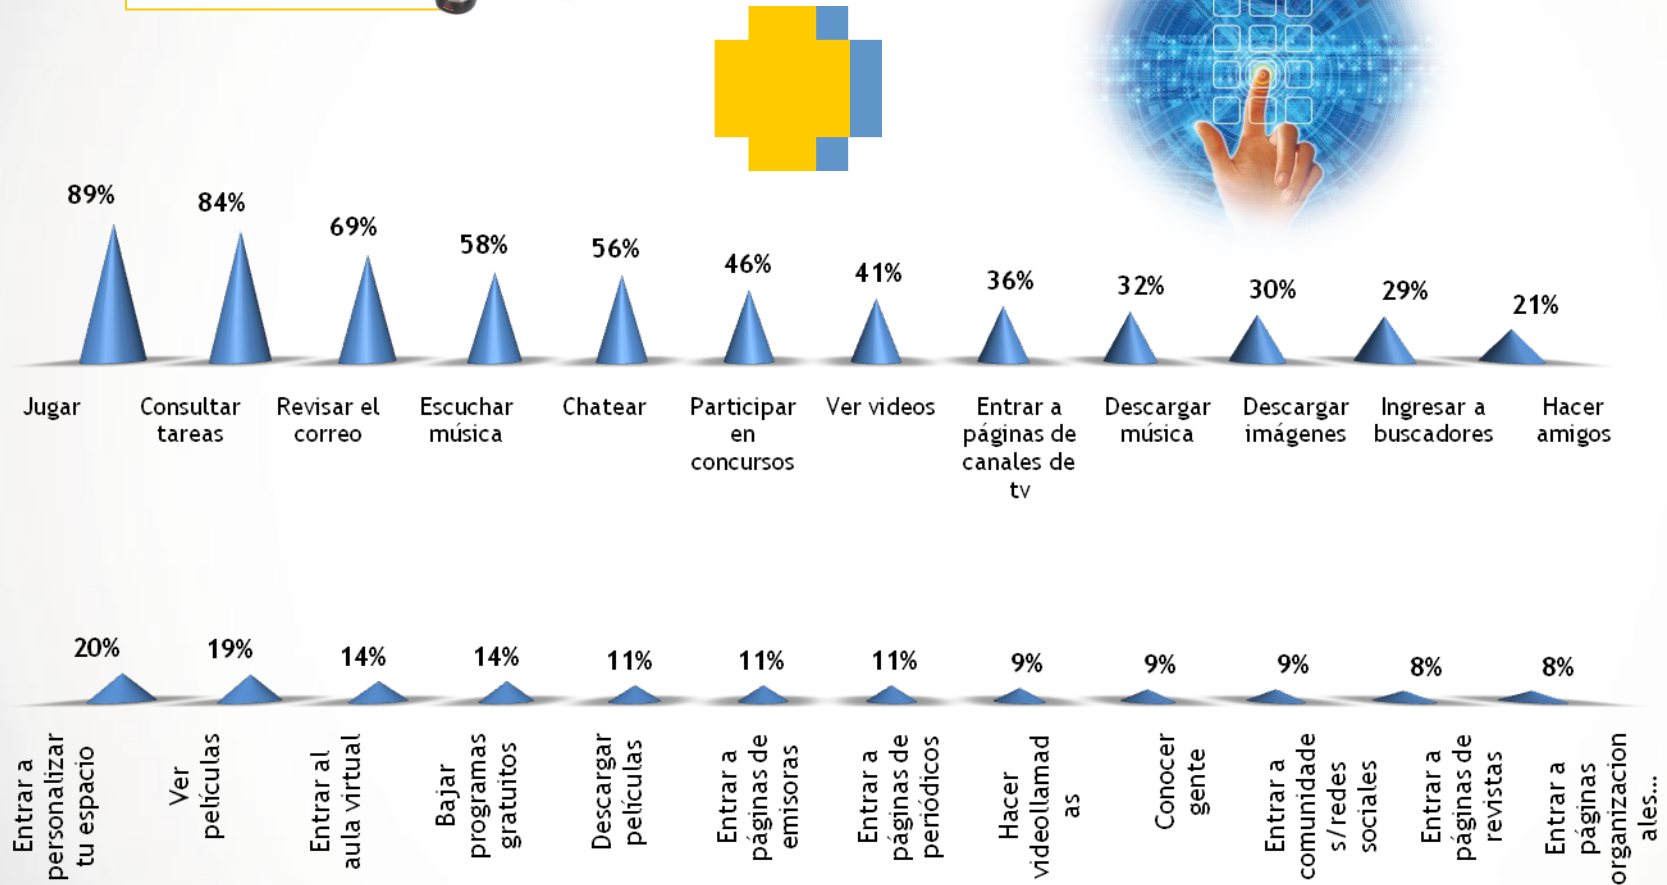 89%
84%
69%
58%
56%
46%
41%
36%
32%
30%
29%
21%
Jugar
Consultar
tareas
Revisar el
correo
Escuchar
música
Chatear
Participar
en
concursos
Ver videos
Entrar a
páginas de
canales de
tv
Descargar
música
Descargar
imágenes
Ingresar a
buscadores
Hacer
amigos
20%
19%
14%
14%
11%
11%
11%
9%
9%
9%
8%
8%
Entrar a
personalizar
tu espacio
Ver
películas
Entrar al
aula virtual
Bajar
programas
gratuitos
Descargar
películas
Entrar a
páginas de
emisoras
Entrar a
páginas de
periódicos
Hacer
videollamad
as
Conocer
gente
Entrar a
comunidade
s/redes
sociales
Entrar a
páginas de
revistas
Entrar a
páginas
organizacion
ales...